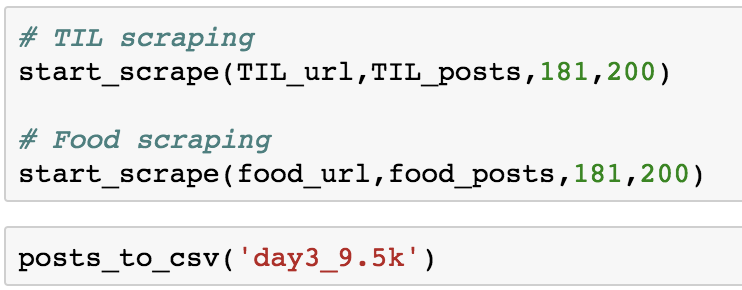 # TIL scraping
start_scrape(TIL_url,TIL_posts,181,200)
# Food scraping
start_scrape(food_url,food_posts,181,200)
posts_to_csv('day3_9.5k')